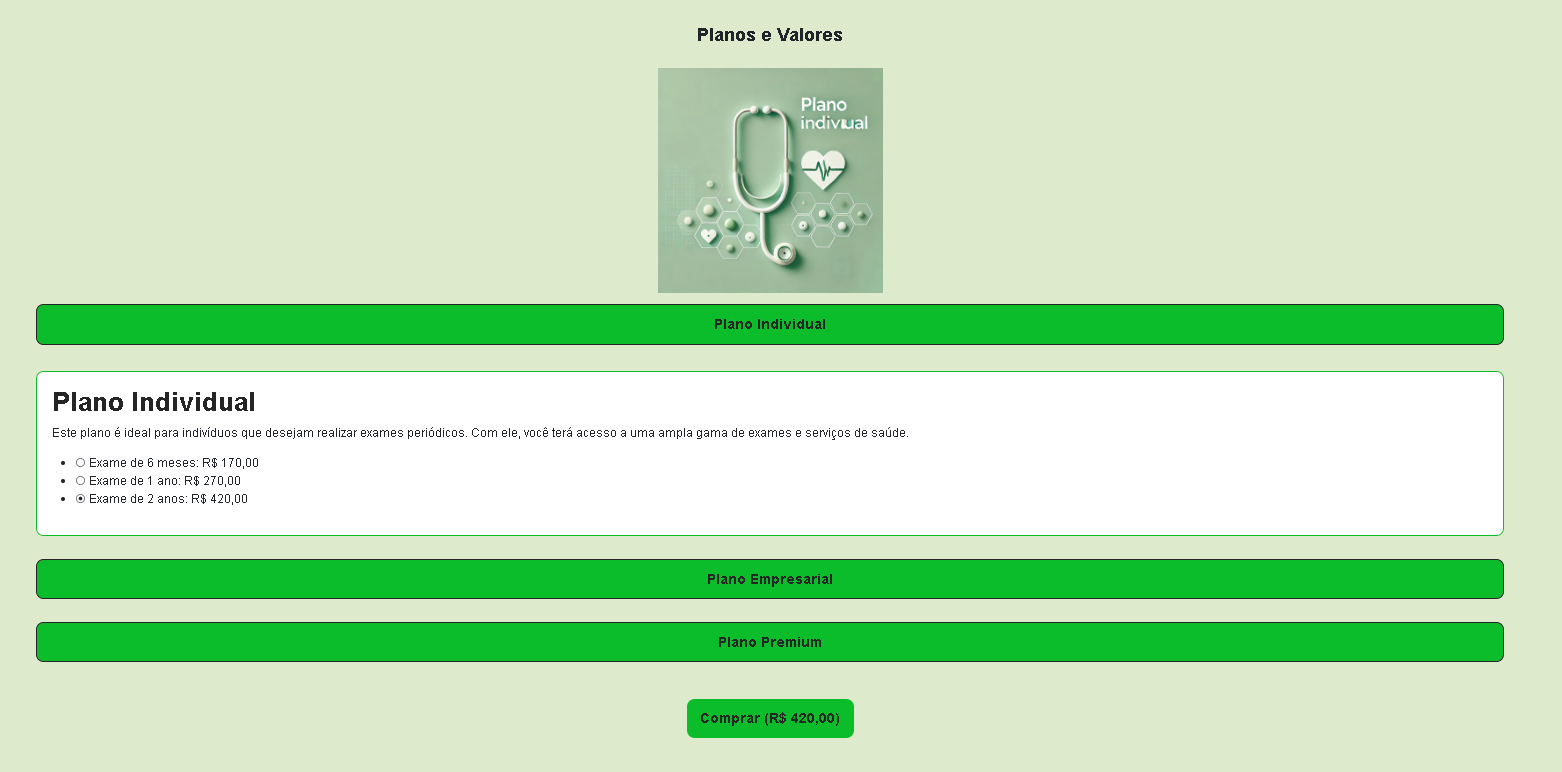 Planos e Valores
Plano
Plano Individual
Plano Individual
Este plano é ideal para indivíduos que desejam realizar exames periódicos. Com ele, você terá acesso a uma ampla gama de exames e serviços de saúde.
Exame de 6 meses: R$ 170,00
Exame de 1 ano: R$ 270,00
Exame de 2 anos: R$ 420,00
Plano Empresarial
Plano Premium
Comprar (R$ 420,00)